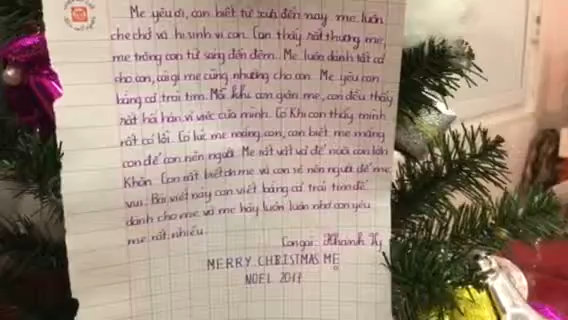 Mẹ yêu ơi, con biết từ xưa đến nay mẹ luôn
che chở và hi sinh vì con. Con thấy rất thương mẹ,
mẹ trông con từ sáng đến đêm. Mẹ luôn dành tất cả
cho con, cái gì mẹ cũng nhường cho con. Mẹ yêu con
bằng cả trái tim. Mỗi khi con giận mẹ, con đều thấy
rất hối hận vì việc của mình. Có khi con thấy mình
rất có lỗi. Có lúc mẹ mắng con, con biết mẹ mắng
con để con nên người. Mẹ rất vất vả để nuôi con lớn
khôn. Con rất biết ơn mẹ và con sẽ nên người để mẹ
vui. Bài viết này con viết bằng cả trái tim để
dành cho mẹ và mẹ hãy luôn luôn nhớ con yêu
mẹ rất nhiều.
Con gái: Khánh Vy
MERRY CHRISTMAS MẸ
NOEL 2017